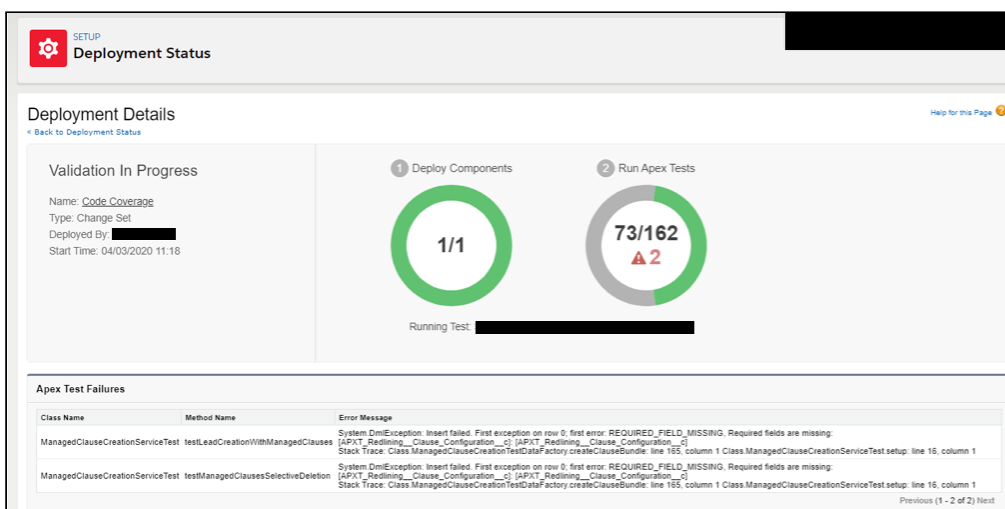 SETUP
Deployment Status
Deployment Details
Help for this Page ?
« Back to Deployment Status
Validation In Progress
Name: Code Coverage
Type: Change Set
Deployed By:
Start Time: 04/03/2020 11:18
1 Deploy Components
1/1
2 Run Apex Tests
73/162
2
Running Test:
Apex Test Failures
Class Name Method Name Error Message
System.DmlException: Insert failed. First exception on row 0; first error: REQUIRED_FIELD_MISSING, Required fields are missing:
ManagedClauseCreationServiceTest testLeadCreationWithManagedClauses [APXT_Redlining__Clause_Configuration__c]: [APXT_Redlining__Clause_Configuration__c]
Stack Trace: Class.ManagedClauseCreationTestDataFactory.createClauseBundle: line 165, column 1 Class.ManagedClauseCreationServiceTest.setup: line 16, column 1
System.DmlException: Insert failed. First exception on row 0; first error: REQUIRED_FIELD_MISSING, Required fields are missing:
ManagedClauseCreationServiceTest testManagedClausesSelectiveDeletion [APXT_Redlining__Clause_Configuration__c]: [APXT_Redlining__Clause_Configuration__c]
Stack Trace: Class.ManagedClauseCreationTestDataFactory.createClauseBundle: line 165, column 1 Class.ManagedClauseCreationServiceTest.setup: line 16, column 1
Previous (1 - 2 of 2) Next